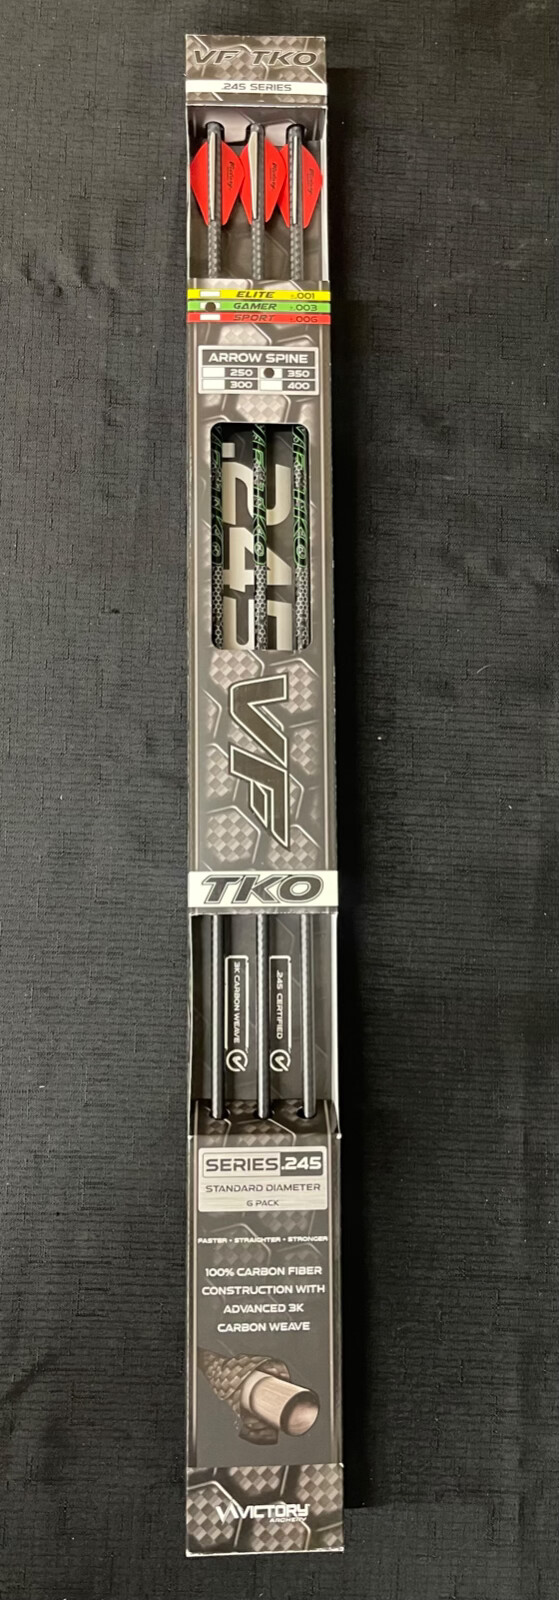 VF TKO
.245 SERIES
ELITE ±.001
GAMER ±.003
SPORT ±.006
ARROW SPINE
250 350
300 400
.245
VF
TKO
3K CARBON WEAVE
.245 CERTIFIED
SERIES .245
STANDARD DIAMETER
6 PACK
FASTER • STRAIGHTER • STRONGER
100% CARBON FIBER
CONSTRUCTION WITH
ADVANCED 3K
CARBON WEAVE
VICTORY
ARCHERY